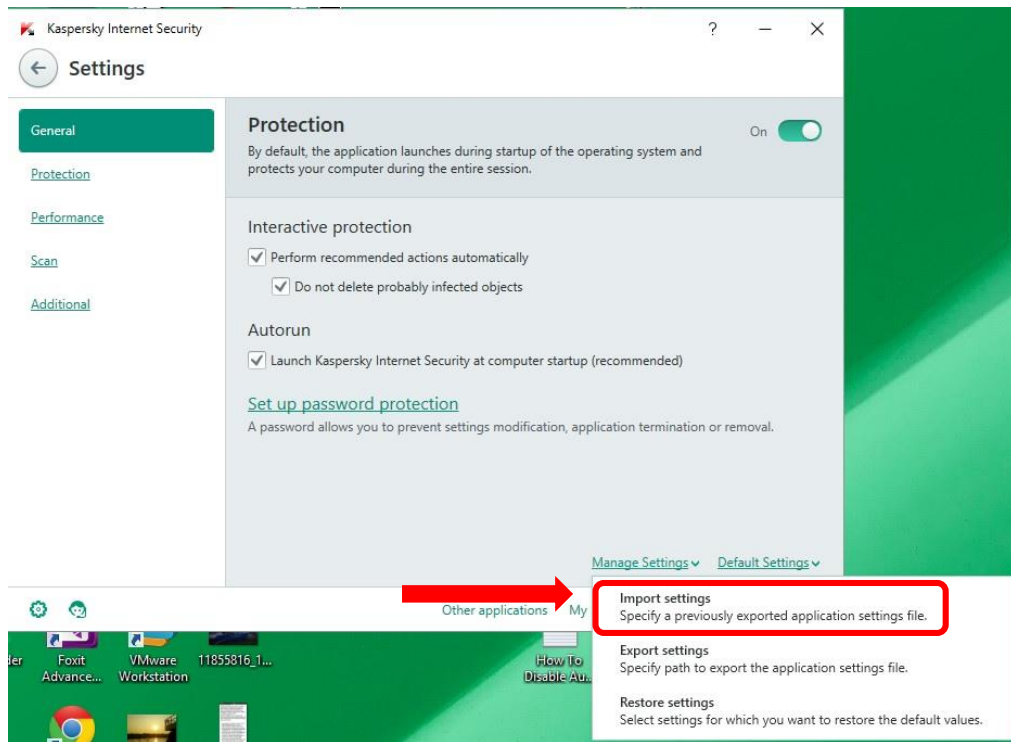 Kaspersky Internet Security
?
Settings
General
Protection
Performance
Scan
Additional
Protection
On
By default, the application launches during startup of the operating system and
protects your computer during the entire session.
Interactive protection
Perform recommended actions automatically
Do not delete probably infected objects
Autorun
Launch Kaspersky Internet Security at computer startup (recommended)
Set up password protection
A password allows you to prevent settings modification, application termination or removal.
Manage Settings Default Settings
Other applications My
Import settings
Specify a previously exported application settings file.
Export settings
Specify path to export the application settings file.
Restore settings
Select settings for which you want to restore the default values.
Foxit
Advance...
VMware
Workstation
11855816_1...
How To
Disable Au...